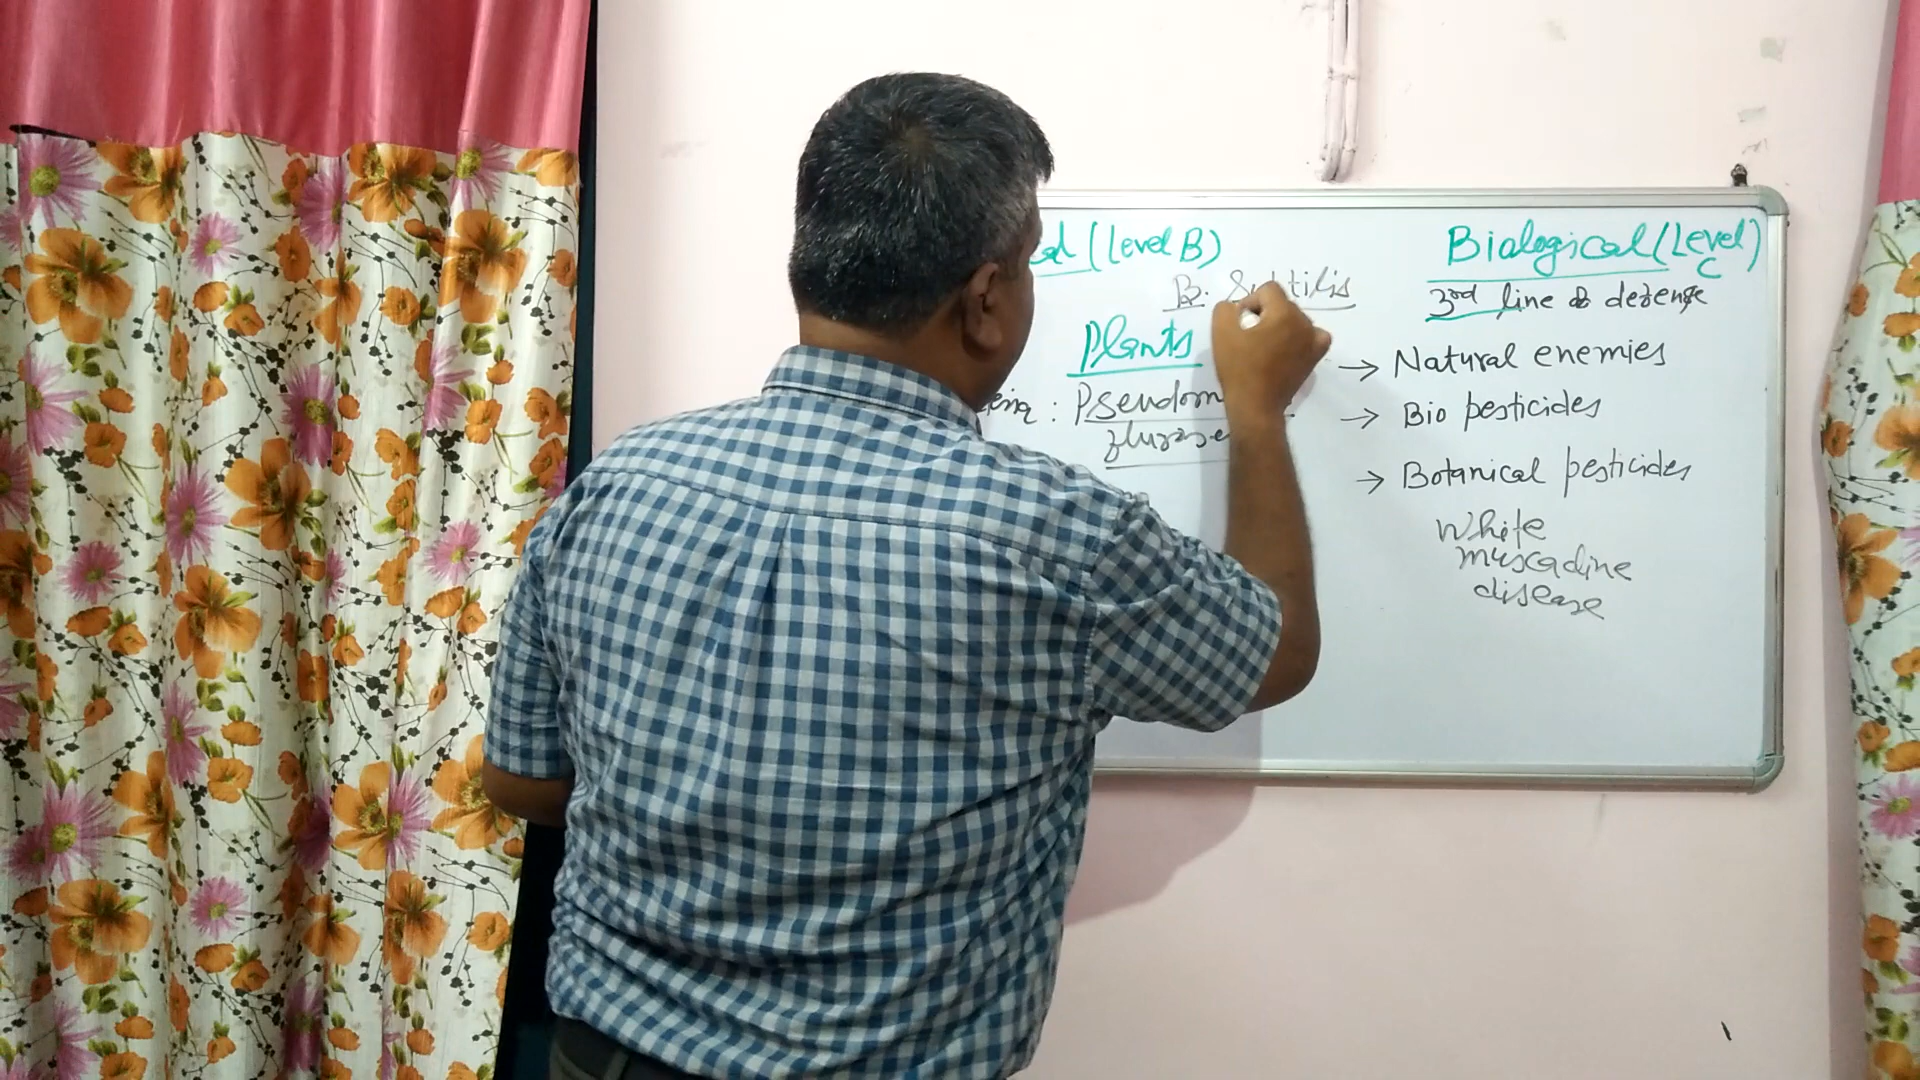 (Level B)
B. Subtilis
Plants
: Pseudom
Biological (Level C)
3rd line of defense
→ Natural enemies
→ Bio pesticides
→ Botanical pesticides
White
muscadine
disease